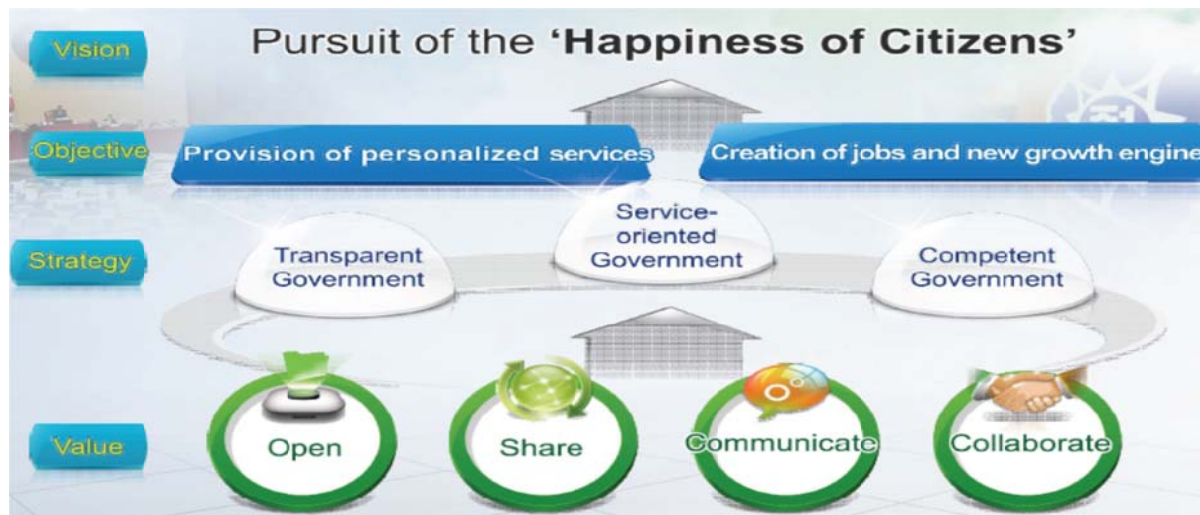 Vision
Pursuit of the ‘Happiness of Citizens’
Objective
Provision of personalized services
Creation of jobs and new growth engine
Strategy
Transparent
Government
Service-
oriented
Government
Competent
Government
Value
Open
Share
Communicate
Collaborate